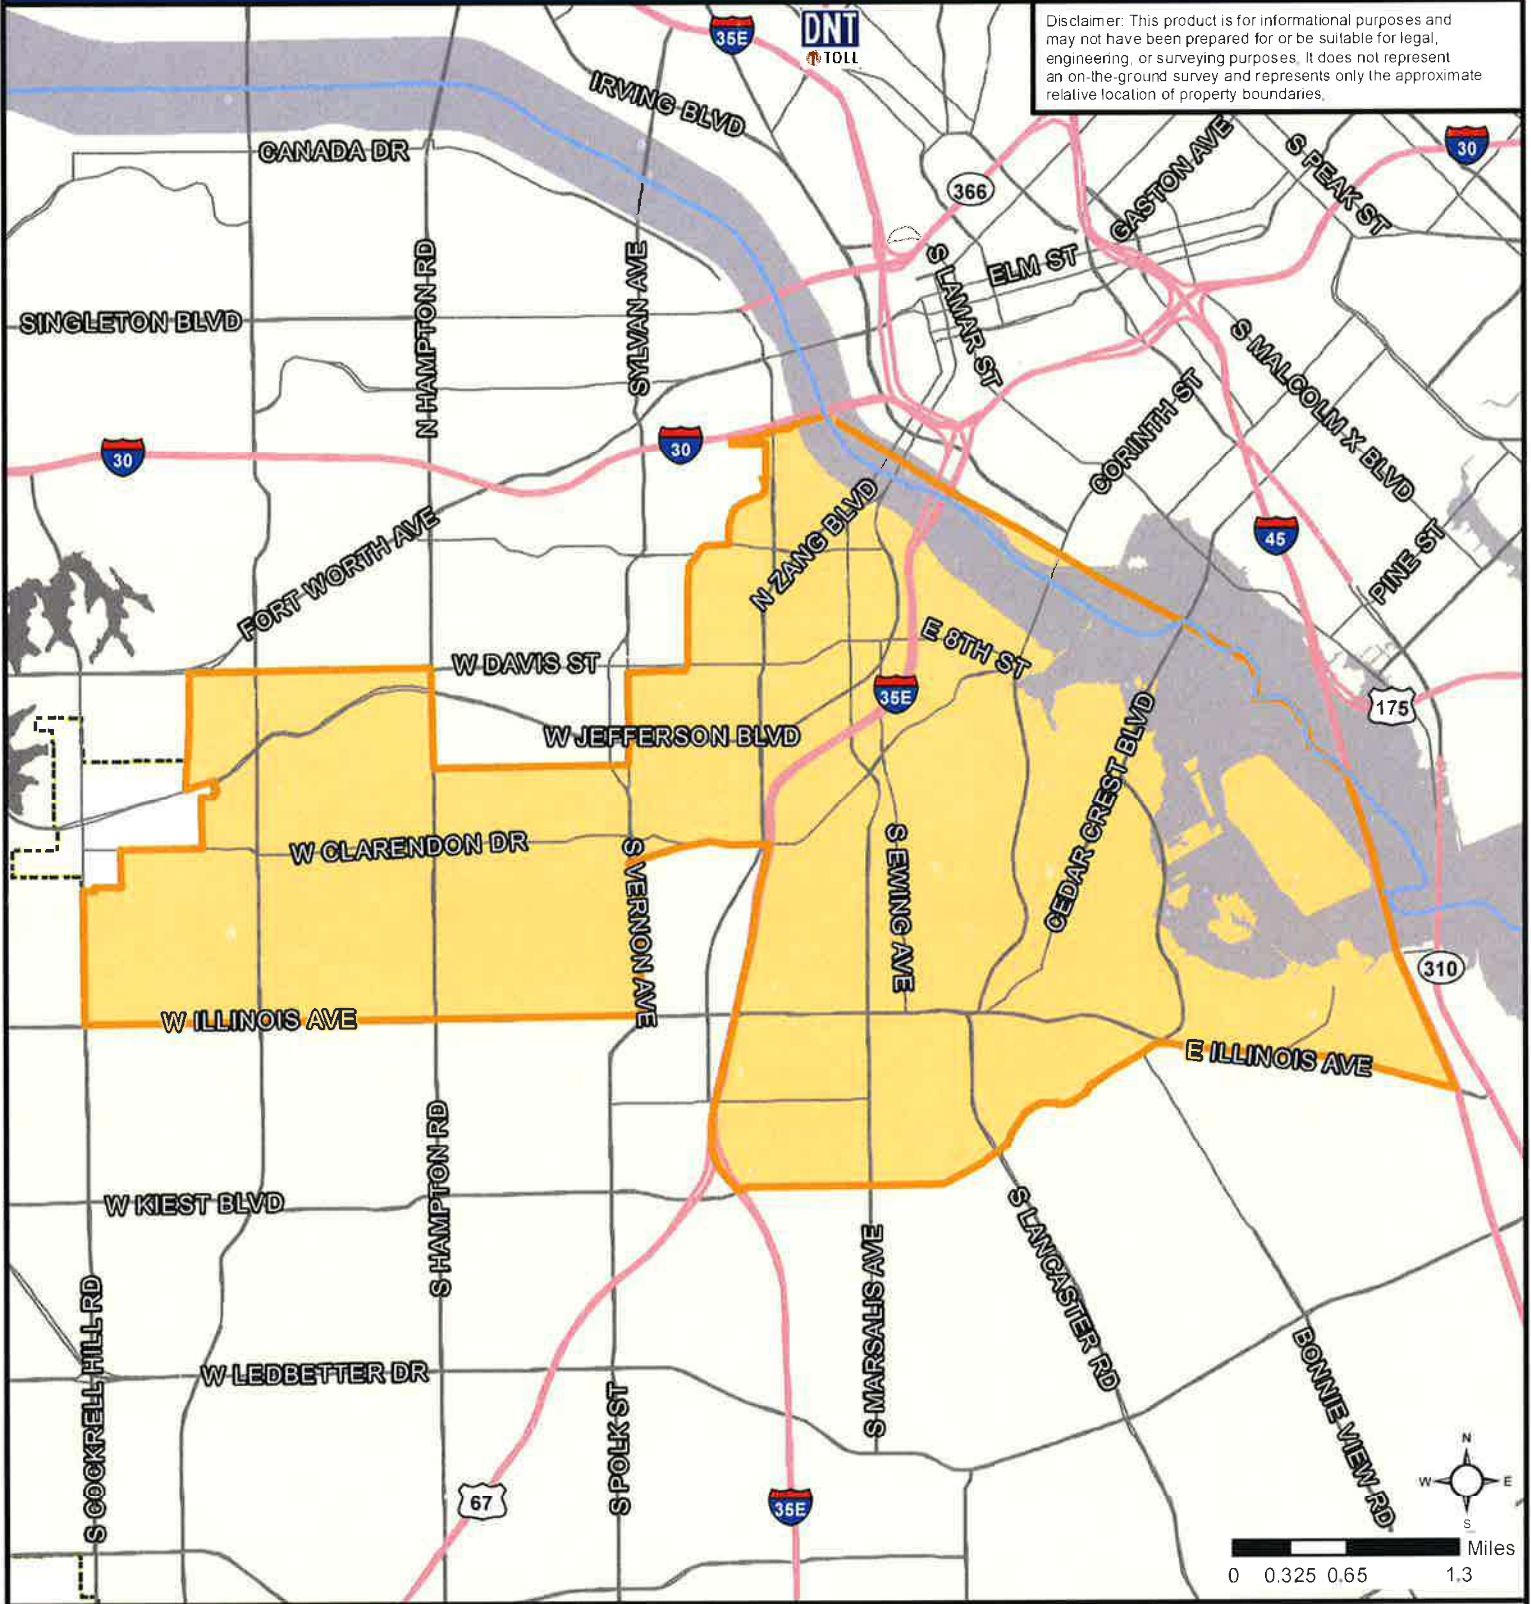 35E
DNT
TOLL
Disclaimer: This product is for informational purposes and
may not have been prepared for or be suitable for legal,
engineering, or surveying purposes. It does not represent
an on-the-ground survey and represents only the approximate
relative location of property boundaries.
IRVING BLVD
CANADA DR
366
GASTON AVE
S PEAK ST
30
N HAMPTON RD
SYLVAN AVE
S LAMAR ST
ELM ST
SINGLETON BLVD
S MALCOLM X BLVD
CORINTH ST
30
30
FORT WORTH AVE
N ZANG BLVD
45
PINE ST
W DAVIS ST
E 8TH ST
35E
175
W JEFFERSON BLVD
CEDAR CREST BLVD
W CLARENDON DR
S VERNON AVE
S EWING AVE
310
W ILLINOIS AVE
E ILLINOIS AVE
S HAMPTON RD
W KIEST BLVD
S LANCASTER RD
S MARSALIS AVE
S COCKRELL HILL RD
W LEDBETTER DR
S POLK ST
BONNIE VIEW RD
67
35E
N
W E
S
Miles
0 0.325 0.65 1.3